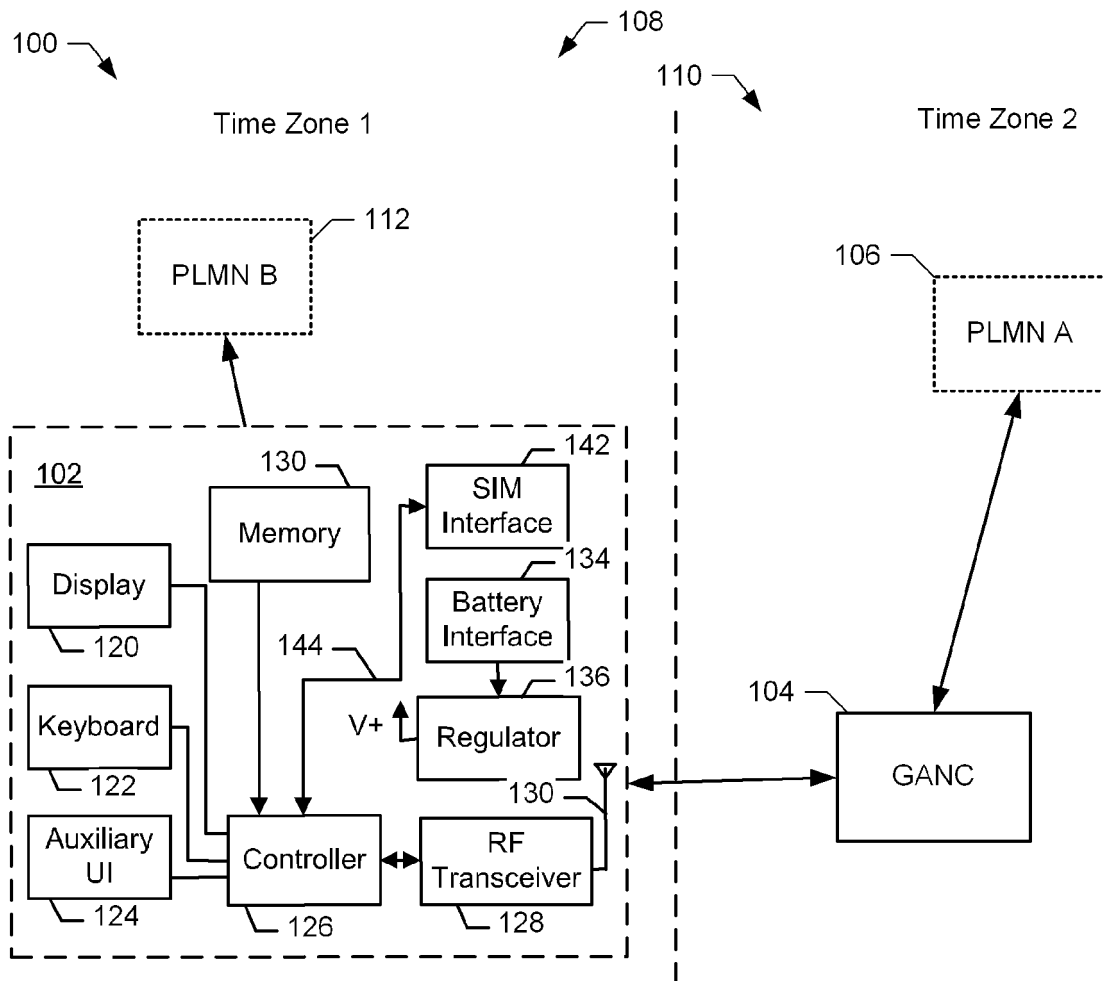 100
108
110
Time Zone 1
Time Zone 2
112
PLMN B
106
PLMN A
102
130
Memory
142
SIM
Interface
Display
120
134
Battery
Interface
144
136
V+
Regulator
104
GANC
Keyboard
122
130
Auxiliary
UI
124
Controller
126
RF
Transceiver
128